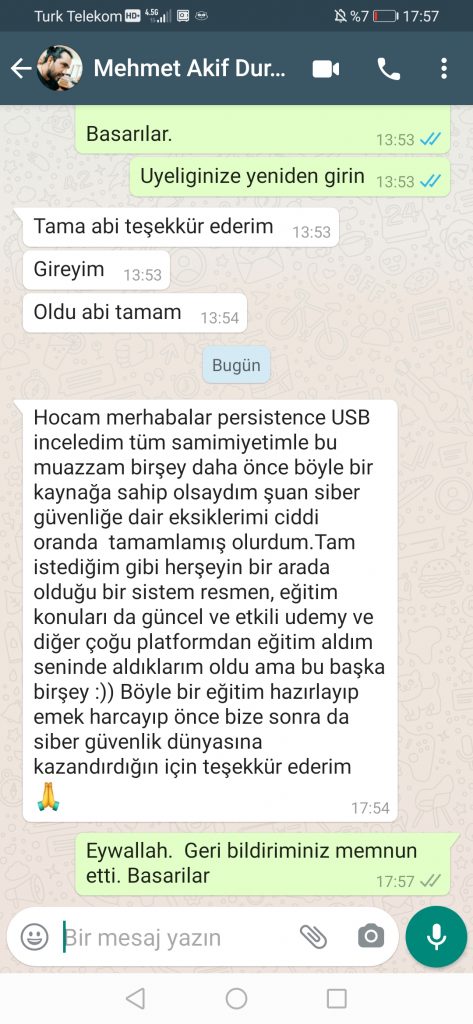 Turk Telekom HD 4.5G %7 17:57
Mehmet Akif Dur...
Basarılar.
13:53
Uyeliginize yeniden girin 13:53
Tama abi teşekkür ederim 13:53
Gireyim 13:53
Oldu abi tamam 13:54
Bugün
Hocam merhabalar persistence USB
inceledim tüm samimiyetimle bu
muazzam birşey daha önce böyle bir
kaynağa sahip olsaydım şuan siber
güvenliğe dair eksiklerimi ciddi
oranda  tamamlamış olurdum.Tam
istediğim gibi herşeyin bir arada
olduğu bir sistem resmen, eğitim
konuları da güncel ve etkili udemy ve
diğer çoğu platformdan eğitim aldım
seninde aldıklarım oldu ama bu başka
birşey :)) Böyle bir eğitim hazırlayıp
emek harcayıp önce bize sonra da
siber güvenlik dünyasına
kazandırdığın için teşekkür ederim
🙏
17:54
Eywallah.  Geri bildiriminiz memnun
etti. Basarilar
17:57
Bir mesaj yazın